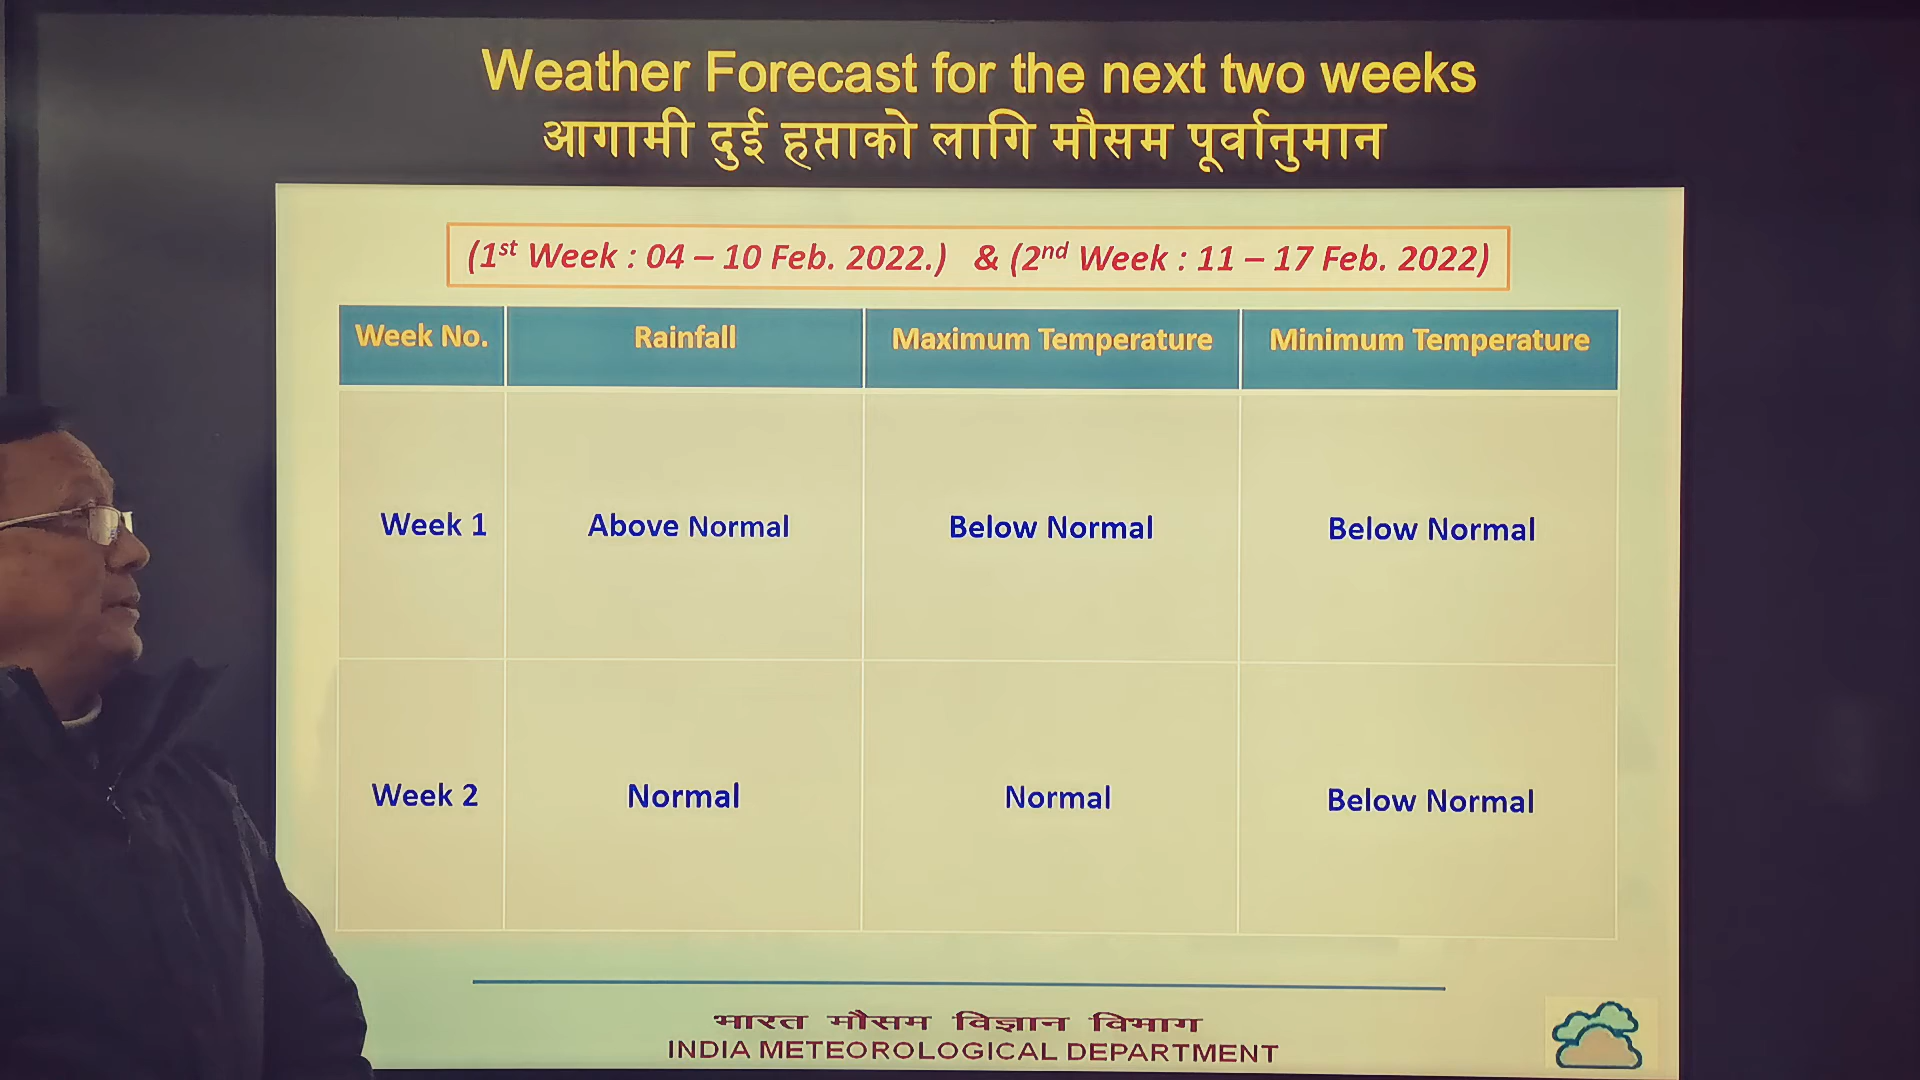 Weather Forecast for the next two weeks
आगामी दुई हप्ताको लागि मौसम पूर्वानुमान
(1st Week : 04 – 10 Feb. 2022.) & (2nd Week : 11 – 17 Feb. 2022)
Week No. Rainfall Maximum Temperature Minimum Temperature
Week 1 Above Normal Below Normal Below Normal
Week 2 Normal Normal Below Normal
भारत मौसम विज्ञान विभाग
INDIA METEOROLOGICAL DEPARTMENT